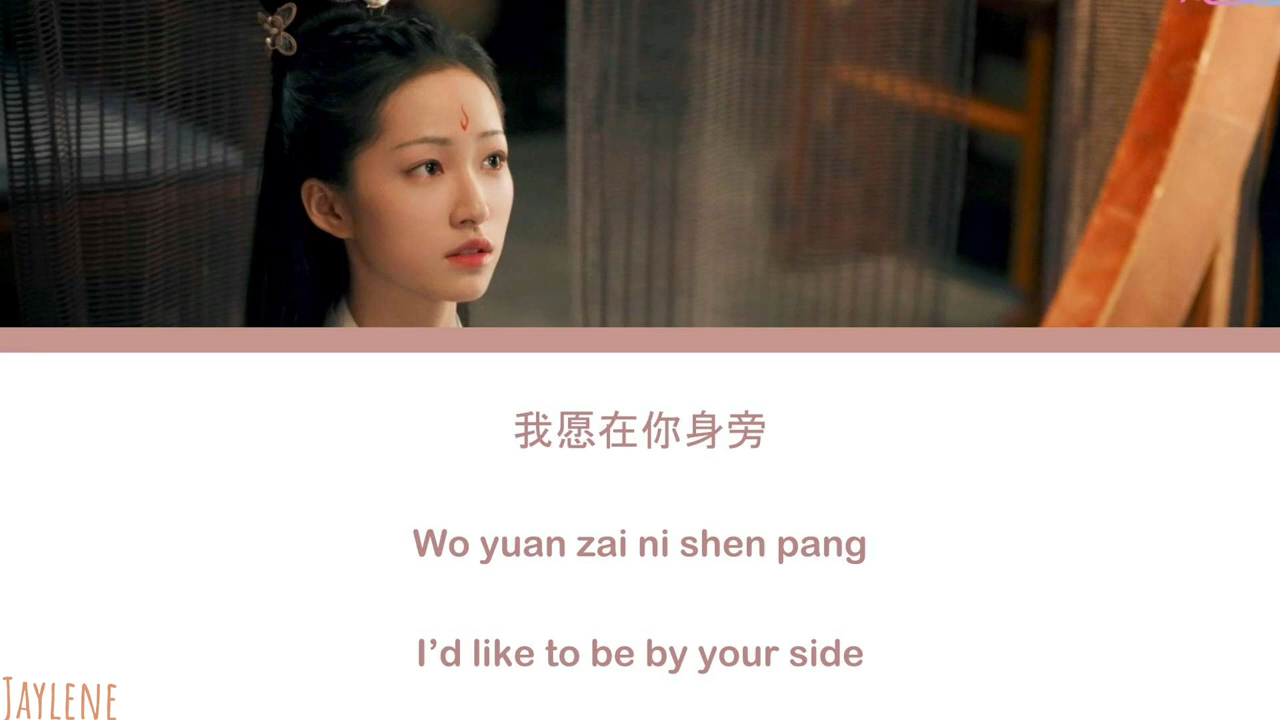 我愿在你身旁
Wo yuan zai ni shen pang
I'd like to be by your side
JAYLENE